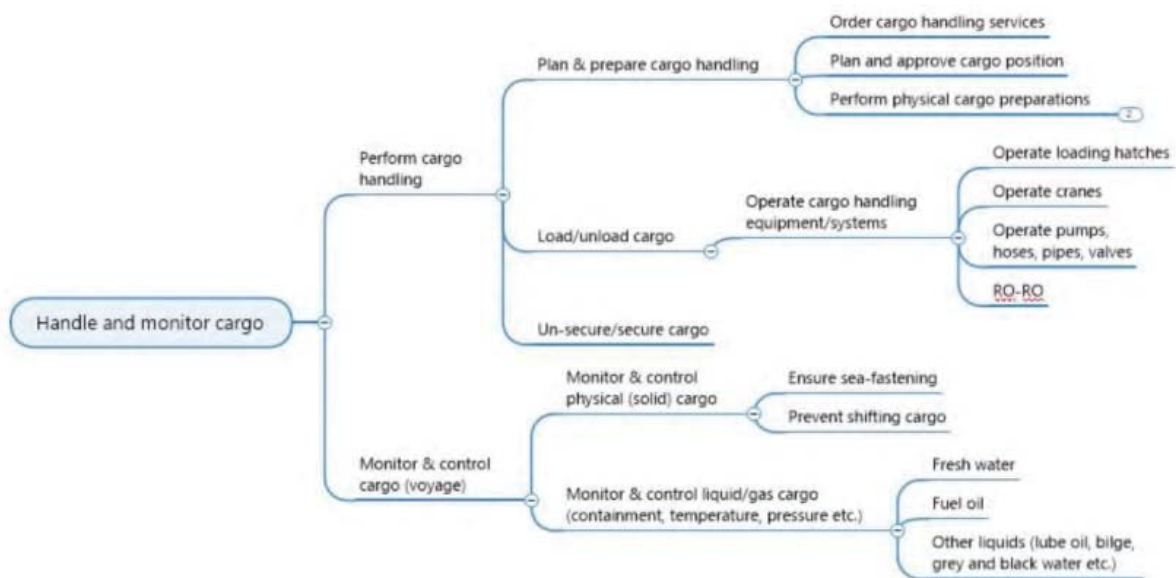 Order cargo handling services
Plan & prepare cargo handling
Plan and approve cargo position
Perform physical cargo preparations
2
Perform cargo
handling
Operate loading hatches
Operate cranes
Operate cargo handling
equipment/systems
Load/unload cargo
Operate pumps,
hoses, pipes, valves
RO-RO
Un-secure/secure cargo
Handle and monitor cargo
Monitor & control
physical (solid) cargo
Ensure sea-fastening
Prevent shifting cargo
Monitor & control
cargo (voyage)
Monitor & control liquid/gas cargo
(containment, temperature, pressure etc.)
Fresh water
Fuel oil
Other liquids (lube oil, bilge,
grey and black water etc.)